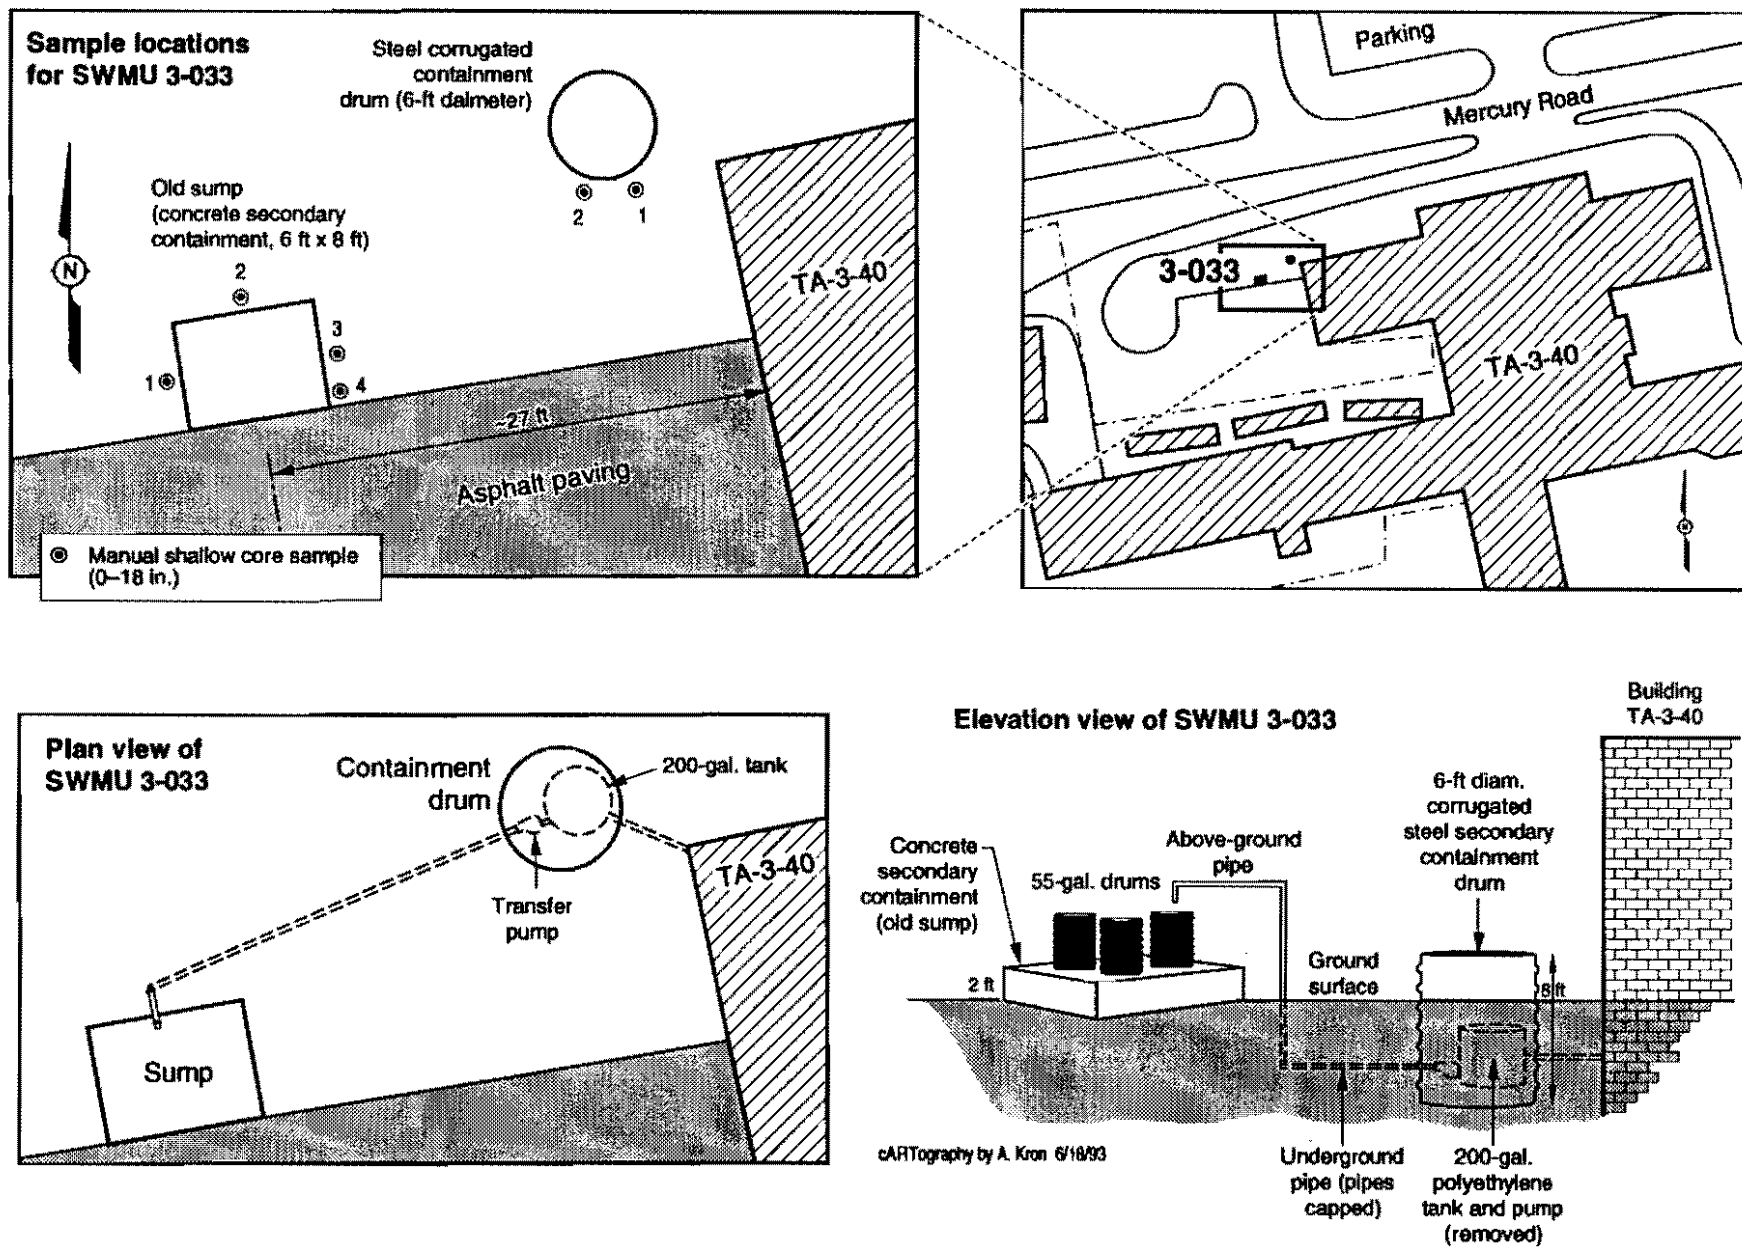 Sample locations
for SWMU 3-033
Steel corrugated
containment
drum (6-ft daimeter)
Old sump
(concrete secondary
containment, 6 ft x 8 ft)
N
2
1
2
3
1
4
TA-3-40
~27 ft
Asphalt paving
Manual shallow core sample
(0–18 in.)
Parking
Mercury Road
3-033
TA-3-40
Plan view of
SWMU 3-033
Containment
drum
200-gal. tank
TA-3-40
Transfer
pump
Sump
Elevation view of SWMU 3-033
Building
TA-3-40
6-ft diam.
corrugated
steel secondary
containment
drum
Above-ground
pipe
Concrete
secondary
containment
(old sump)
55-gal. drums
2 ft
Ground
surface
8 ft
cARTography by A. Kron 6/16/93
Underground
pipe (pipes
capped)
200-gal.
polyethylene
tank and pump
(removed)